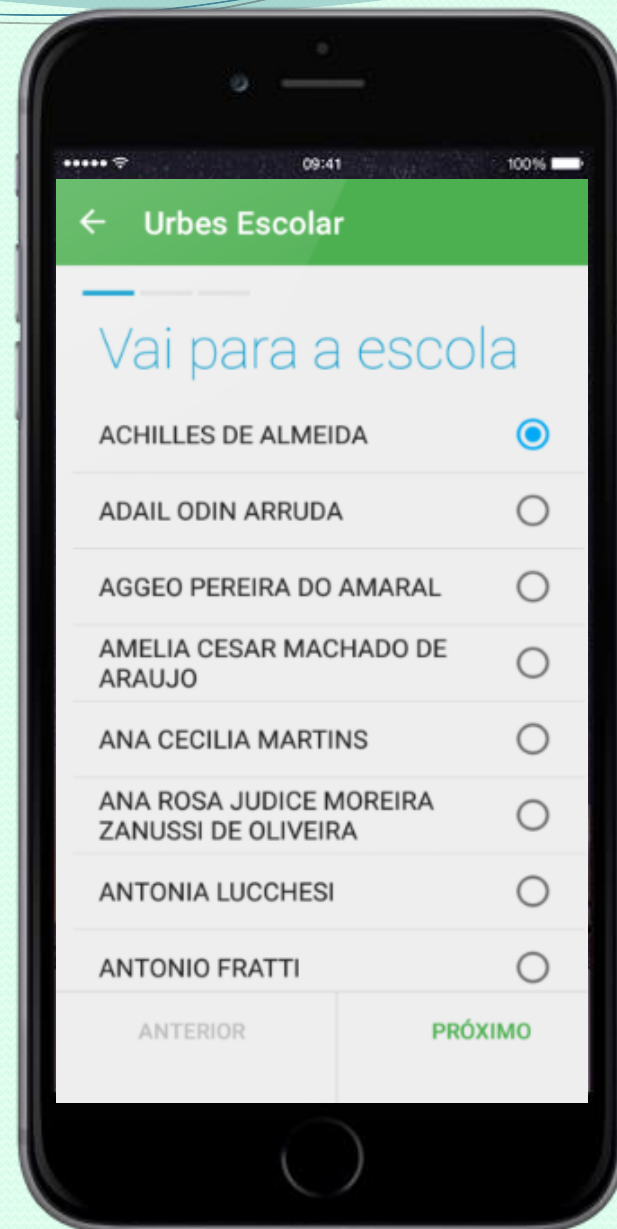 09:41
100%
Urbes Escolar
Vai para a escola
ACHILLES DE ALMEIDA
ADAIL ODIN ARRUDA
AGGEO PEREIRA DO AMARAL
AMELIA CESAR MACHADO DE
ARAUJO
ANA CECILIA MARTINS
ANA ROSA JUDICE MOREIRA
ZANUSSI DE OLIVEIRA
ANTONIA LUCCHESI
ANTONIO FRATTI
ANTERIOR
PRÓXIMO